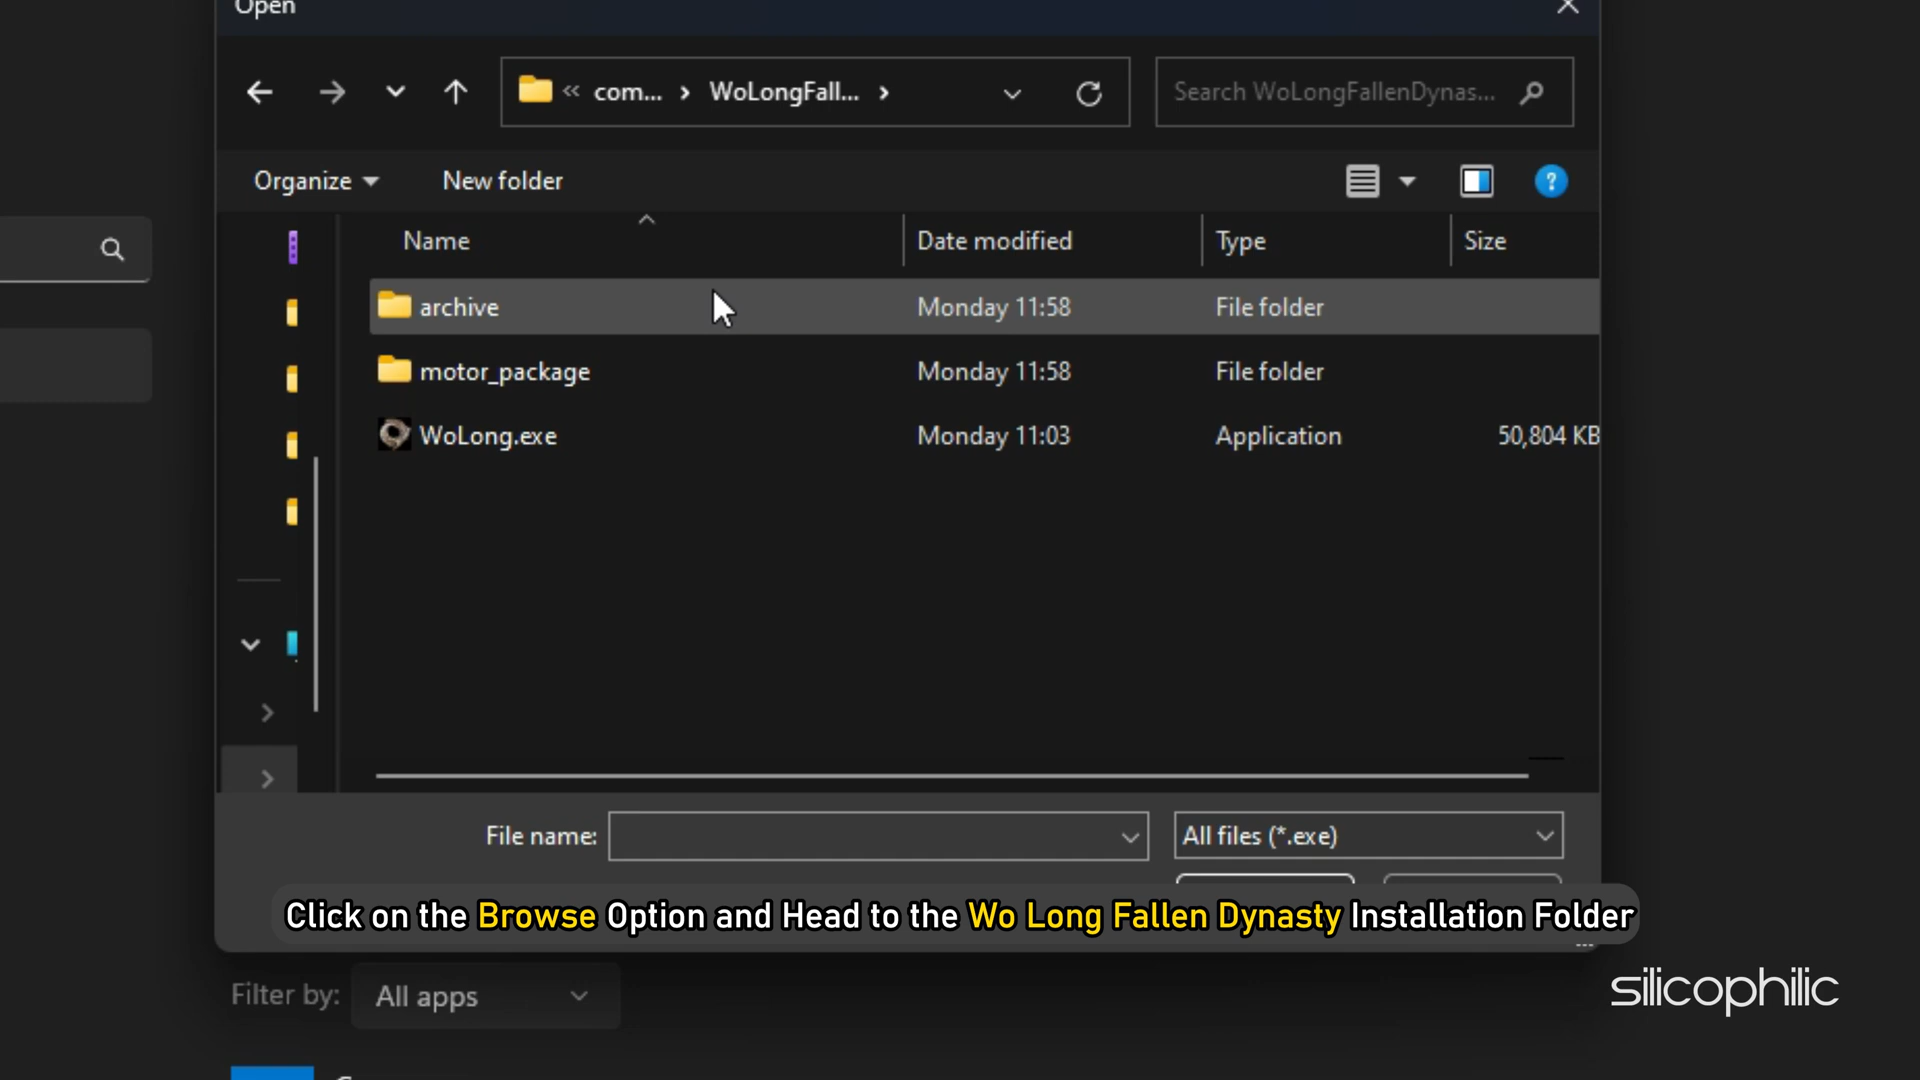 Open
« com... > WoLongFall... >
Search WoLongFallenDynas...
Organize
New folder
?
Name
Date modified
Type
Size
archive
Monday 11:58
File folder
motor_package
Monday 11:58
File folder
WoLong.exe
Monday 11:03
Application
50,804 KB
File name:
All files (*.exe)
Click on the Browse Option and Head to the Wo Long Fallen Dynasty Installation Folder
Filter by:
All apps
silicophilic